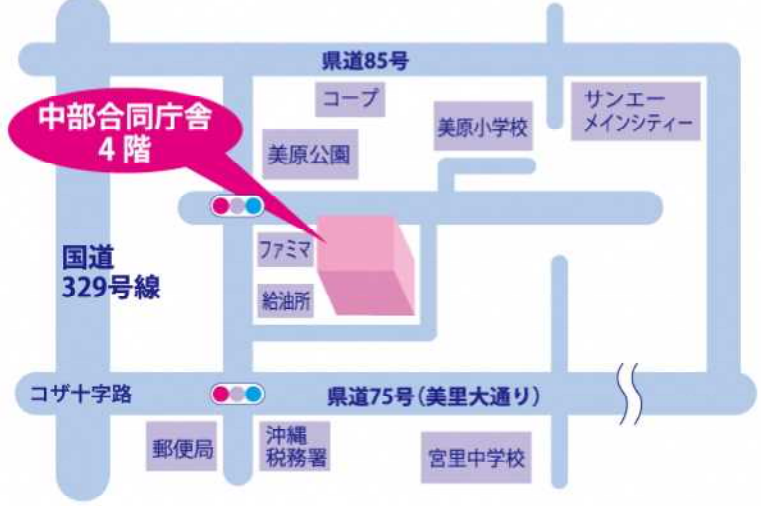 県道85号
コープ
サンエー
メインシティー
中部合同庁舎
4階
美原小学校
美原公園
ファミマ
国道
329号線
給油所
コザ十字路
県道75号(美里大通り)
郵便局
沖縄
税務署
宮里中学校